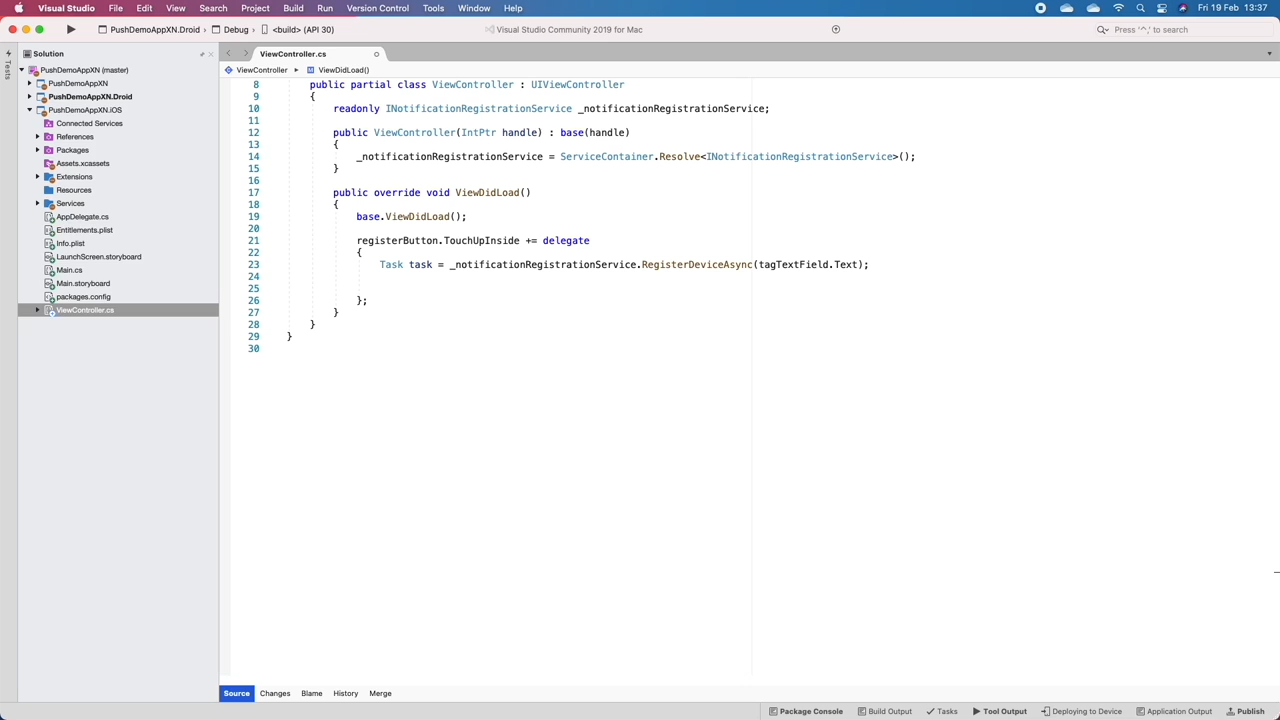 Visual Studio File Edit View Search Project Build Run Version Control Tools Window Help Fri 19 Feb 13:37
PushDemoAppXN.Droid › Debug › <build> (API 30) Visual Studio Community 2019 for Mac Press '^,' to search
Tests
Solution
PushDemoAppXN (master)
PushDemoAppXN
PushDemoAppXN.Droid
PushDemoAppXN.iOS
Connected Services
References
Packages
Assets.xcassets
Extensions
Resources
Services
AppDelegate.cs
Entitlements.plist
Info.plist
LaunchScreen.storyboard
Main.cs
Main.storyboard
packages.config
ViewController.cs
ViewController.cs
ViewController ViewDidLoad()
8 public partial class ViewController : UIViewController
9 {
10 readonly INotificationRegistrationService _notificationRegistrationService;
11
12 public ViewController(IntPtr handle) : base(handle)
13 {
14 _notificationRegistrationService = ServiceContainer.Resolve<INotificationRegistrationService>();
15 }
16
17 public override void ViewDidLoad()
18 {
19 base.ViewDidLoad();
20
21 registerButton.TouchUpInside += delegate
22 {
23 Task task = _notificationRegistrationService.RegisterDeviceAsync(tagTextField.Text);
24
25
26 };
27 }
28 }
29 }
30
Source Changes Blame History Merge
Package Console Build Output Tasks Tool Output Deploying to Device Application Output Publish